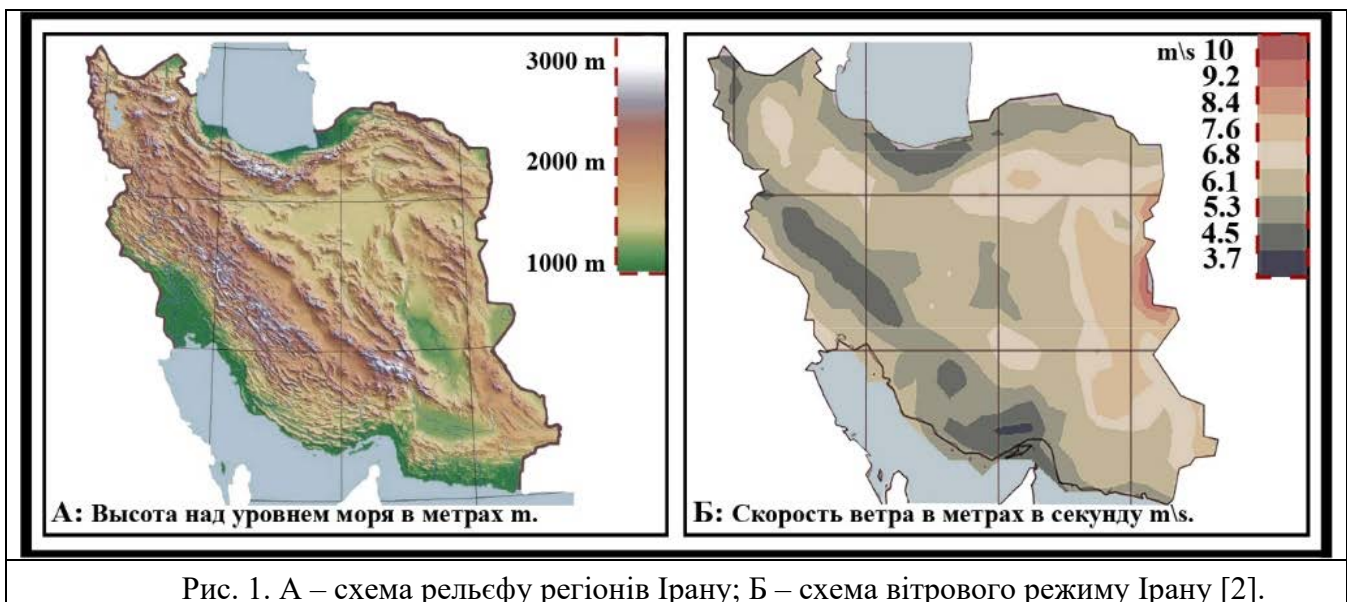 3000 m
2000 m
1000 m
А: Высота над уровнем моря в метрах m.
m\s 10
9.2
8.4
7.6
6.8
6.1
5.3
4.5
3.7
Б: Скорость ветра в метрах в секунду m\s.
Рис. 1. А – схема рельєфу регіонів Ірану; Б – схема вітрового режиму Ірану [2].